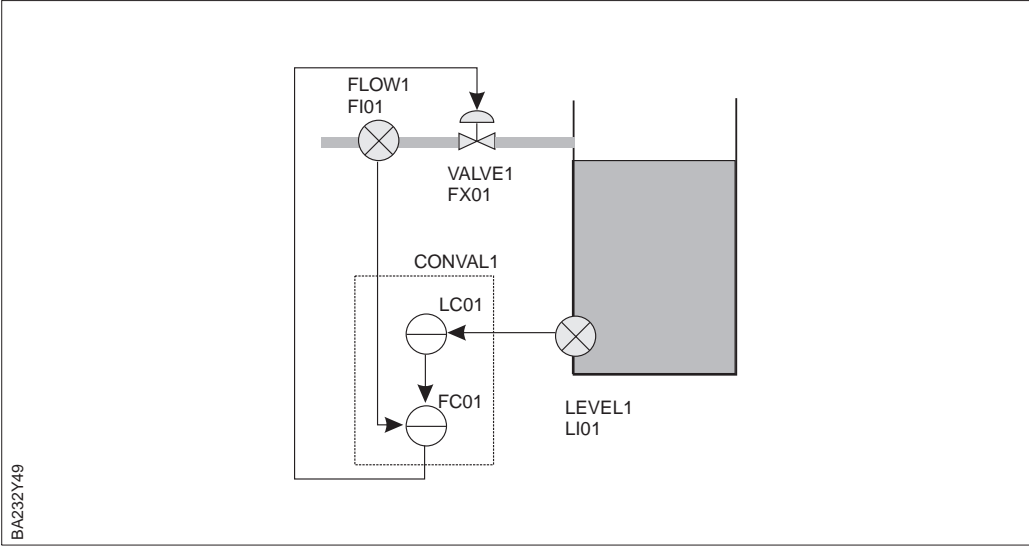 FLOW1
FI01
VALVE1
FX01
CONVAL1
LC01
FC01
LEVEL1
LI01
BA232Y49